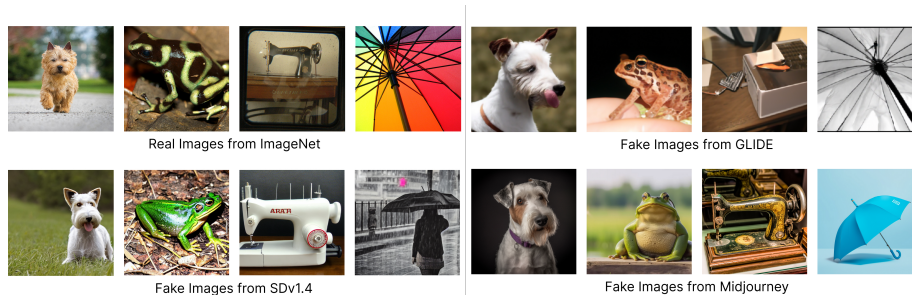 Real Images from ImageNet
Fake Images from GLIDE
Fake Images from SDv1.4
Fake Images from Midjourney